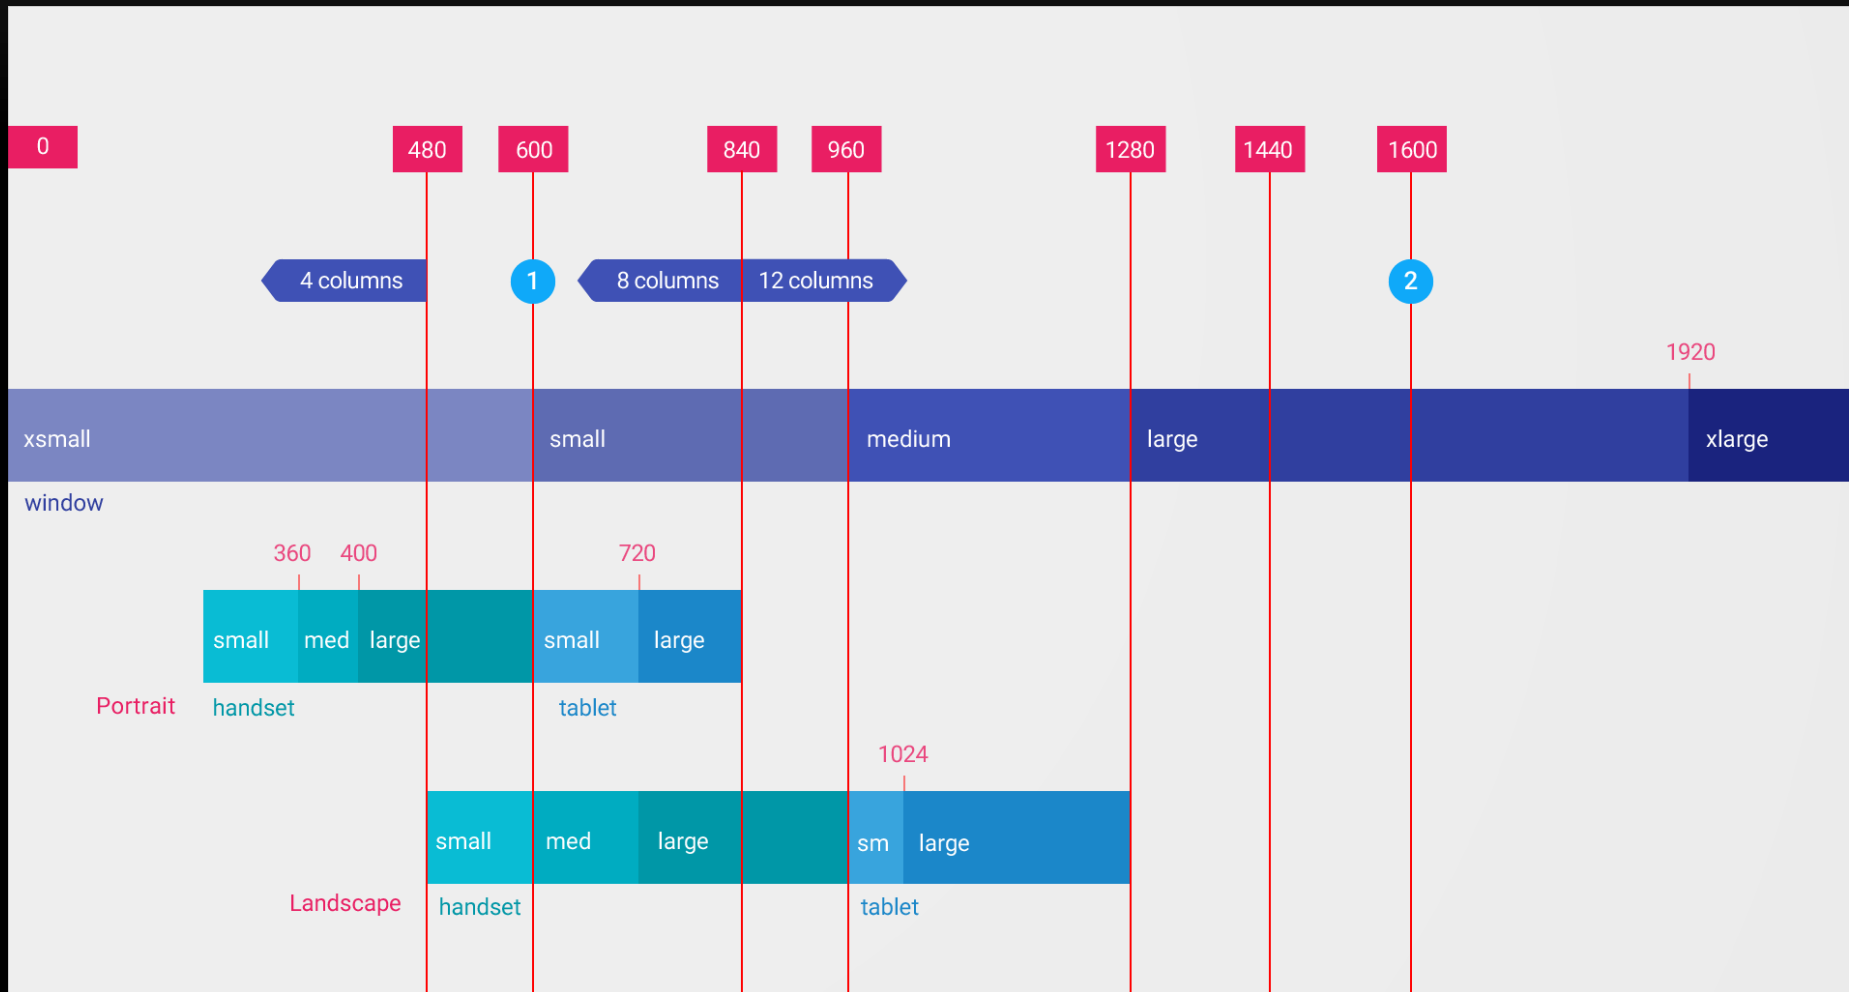 0
480
600
840
960
1280
1440
1600
4 columns
1
8 columns
12 columns
2
1920
xsmall
small
medium
large
xlarge
window
360
400
720
small
med
large
small
large
Portrait
handset
tablet
1024
small
med
large
sm
large
Landscape
handset
tablet